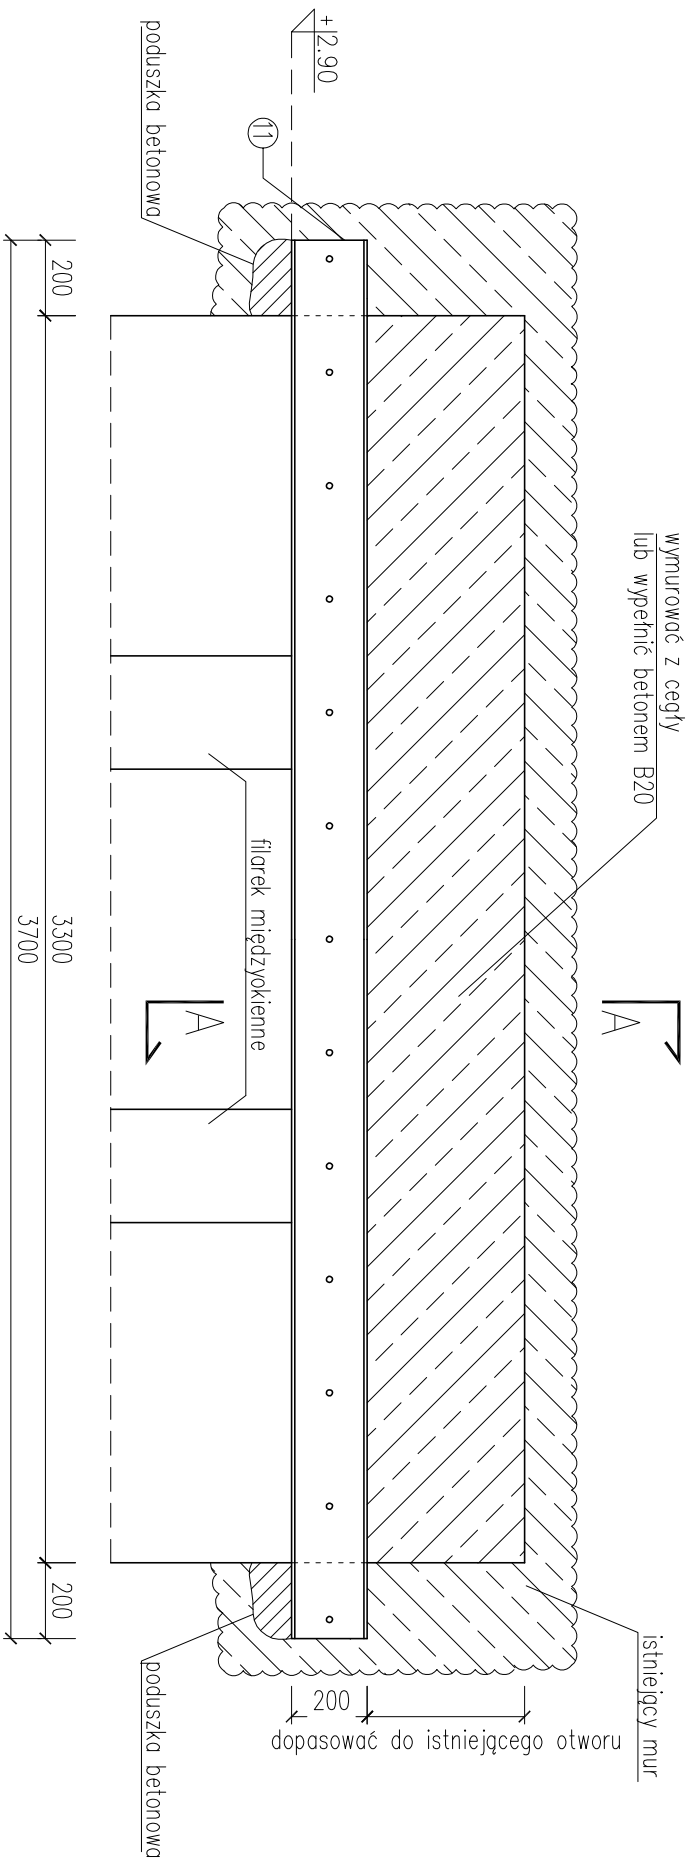 wymurować z cegły
lub wypełnić betonem B20
A
A
istniejący mur
+2.90
11
200
dopasować do istniejącego otworu
filarek międzyokienne
poduszka betonowa
poduszka betonowa
200
3300
200
3700